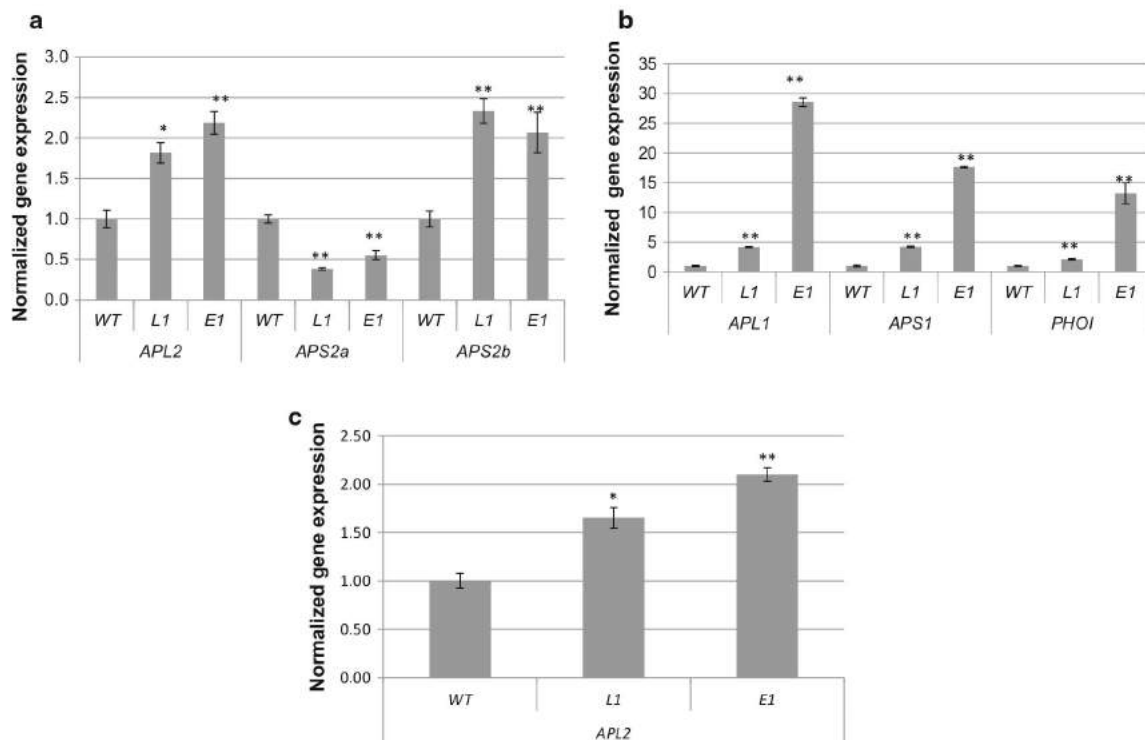 a
Normalized gene expression
3.0
2.5
2.0
1.5
1.0
0.5
0.0
* ** ** ** ** **
WT L1 E1 WT L1 E1 WT L1 E1
APL2 APS2a APS2b
b
Normalized gene expression
35
30
25
20
15
10
5
0
** ** ** ** ** **
WT L1 E1 WT L1 E1 WT L1 E1
APL1 APS1 PHOI
c
Normalized gene expression
2.50
2.00
1.50
1.00
0.50
0.00
* **
WT L1 E1
APL2